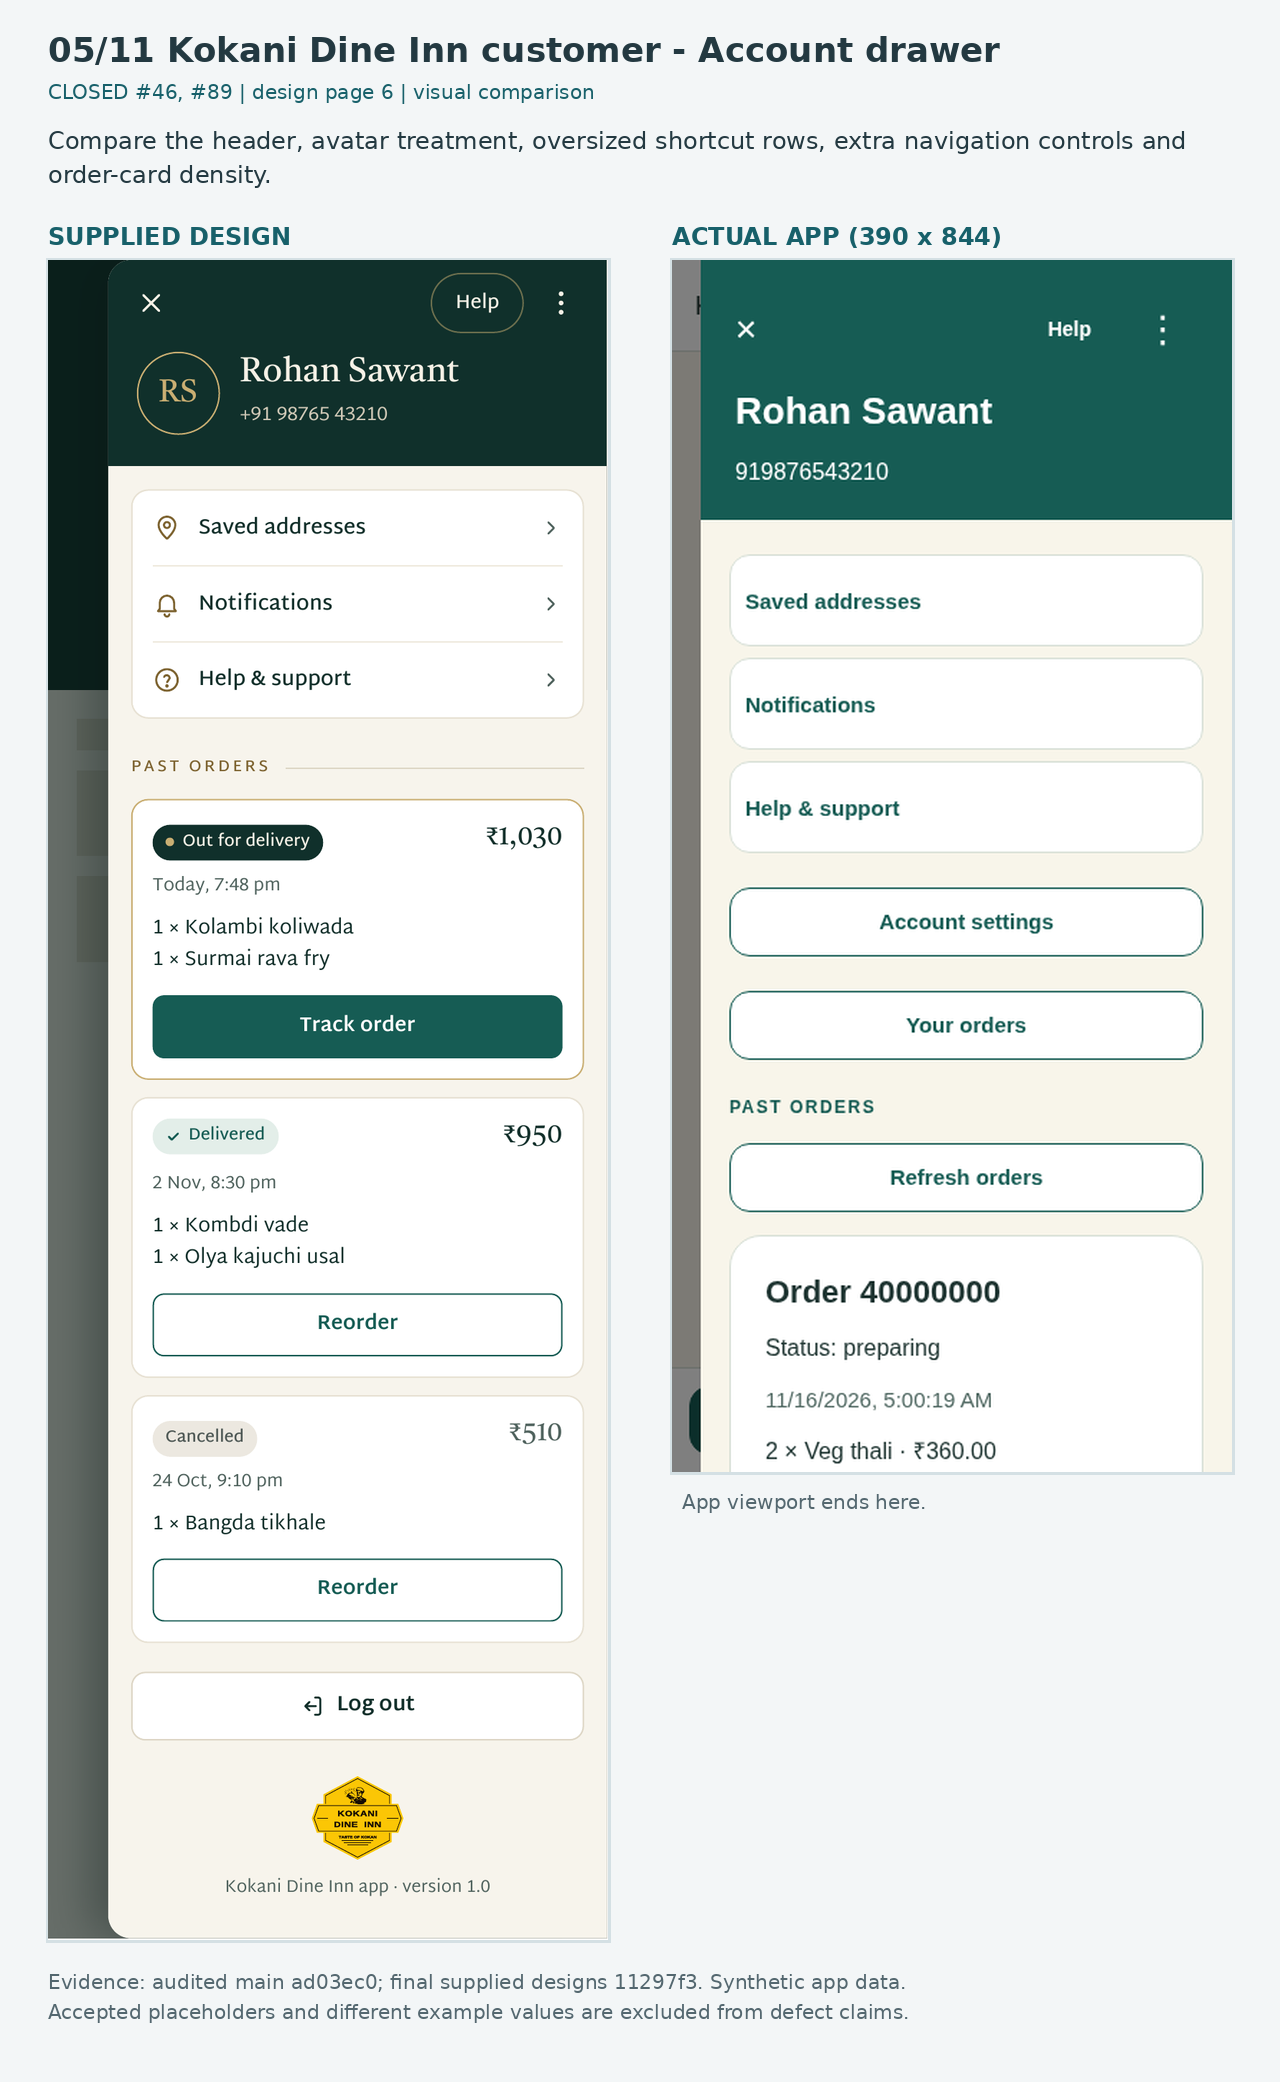 05/11 Kokani Dine Inn customer - Account drawer
CLOSED #46, #89 | design page 6 | visual comparison
Compare the header, avatar treatment, oversized shortcut rows, extra navigation controls and
order-card density.
SUPPLIED DESIGN
Help
RS
Rohan Sawant
+91 98765 43210
Saved addresses
Notifications
Help & support
PAST ORDERS
Out for delivery
₹1,030
Today, 7:48 pm
1 × Kolambi koliwada
1 × Surmai rava fry
Track order
Delivered
₹950
2 Nov, 8:30 pm
1 × Kombdi vade
1 × Olya kajuchi usal
Reorder
Cancelled
₹510
24 Oct, 9:10 pm
1 × Bangda tikhale
Reorder
Log out
KOKANI
DINE INN
TASTE OF KOKAN
Kokani Dine Inn app · version 1.0
ACTUAL APP (390 x 844)
Help
Rohan Sawant
919876543210
Saved addresses
Notifications
Help & support
Account settings
Your orders
PAST ORDERS
Refresh orders
Order 40000000
Status: preparing
11/16/2026, 5:00:19 AM
2 × Veg thali · ₹360.00
App viewport ends here.
Evidence: audited main ad03ec0; final supplied designs 11297f3. Synthetic app data.
Accepted placeholders and different example values are excluded from defect claims.